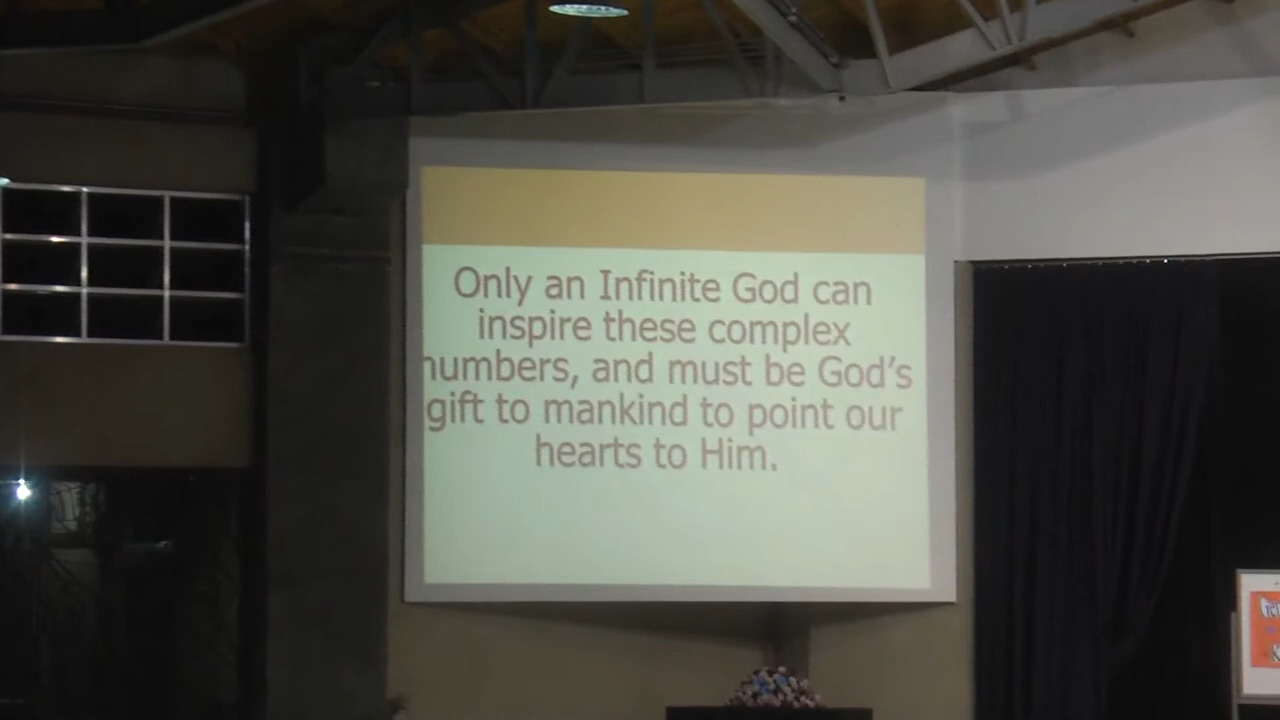 Only an Infinite God can
inspire these complex
numbers, and must be God's
gift to mankind to point our
hearts to Him.